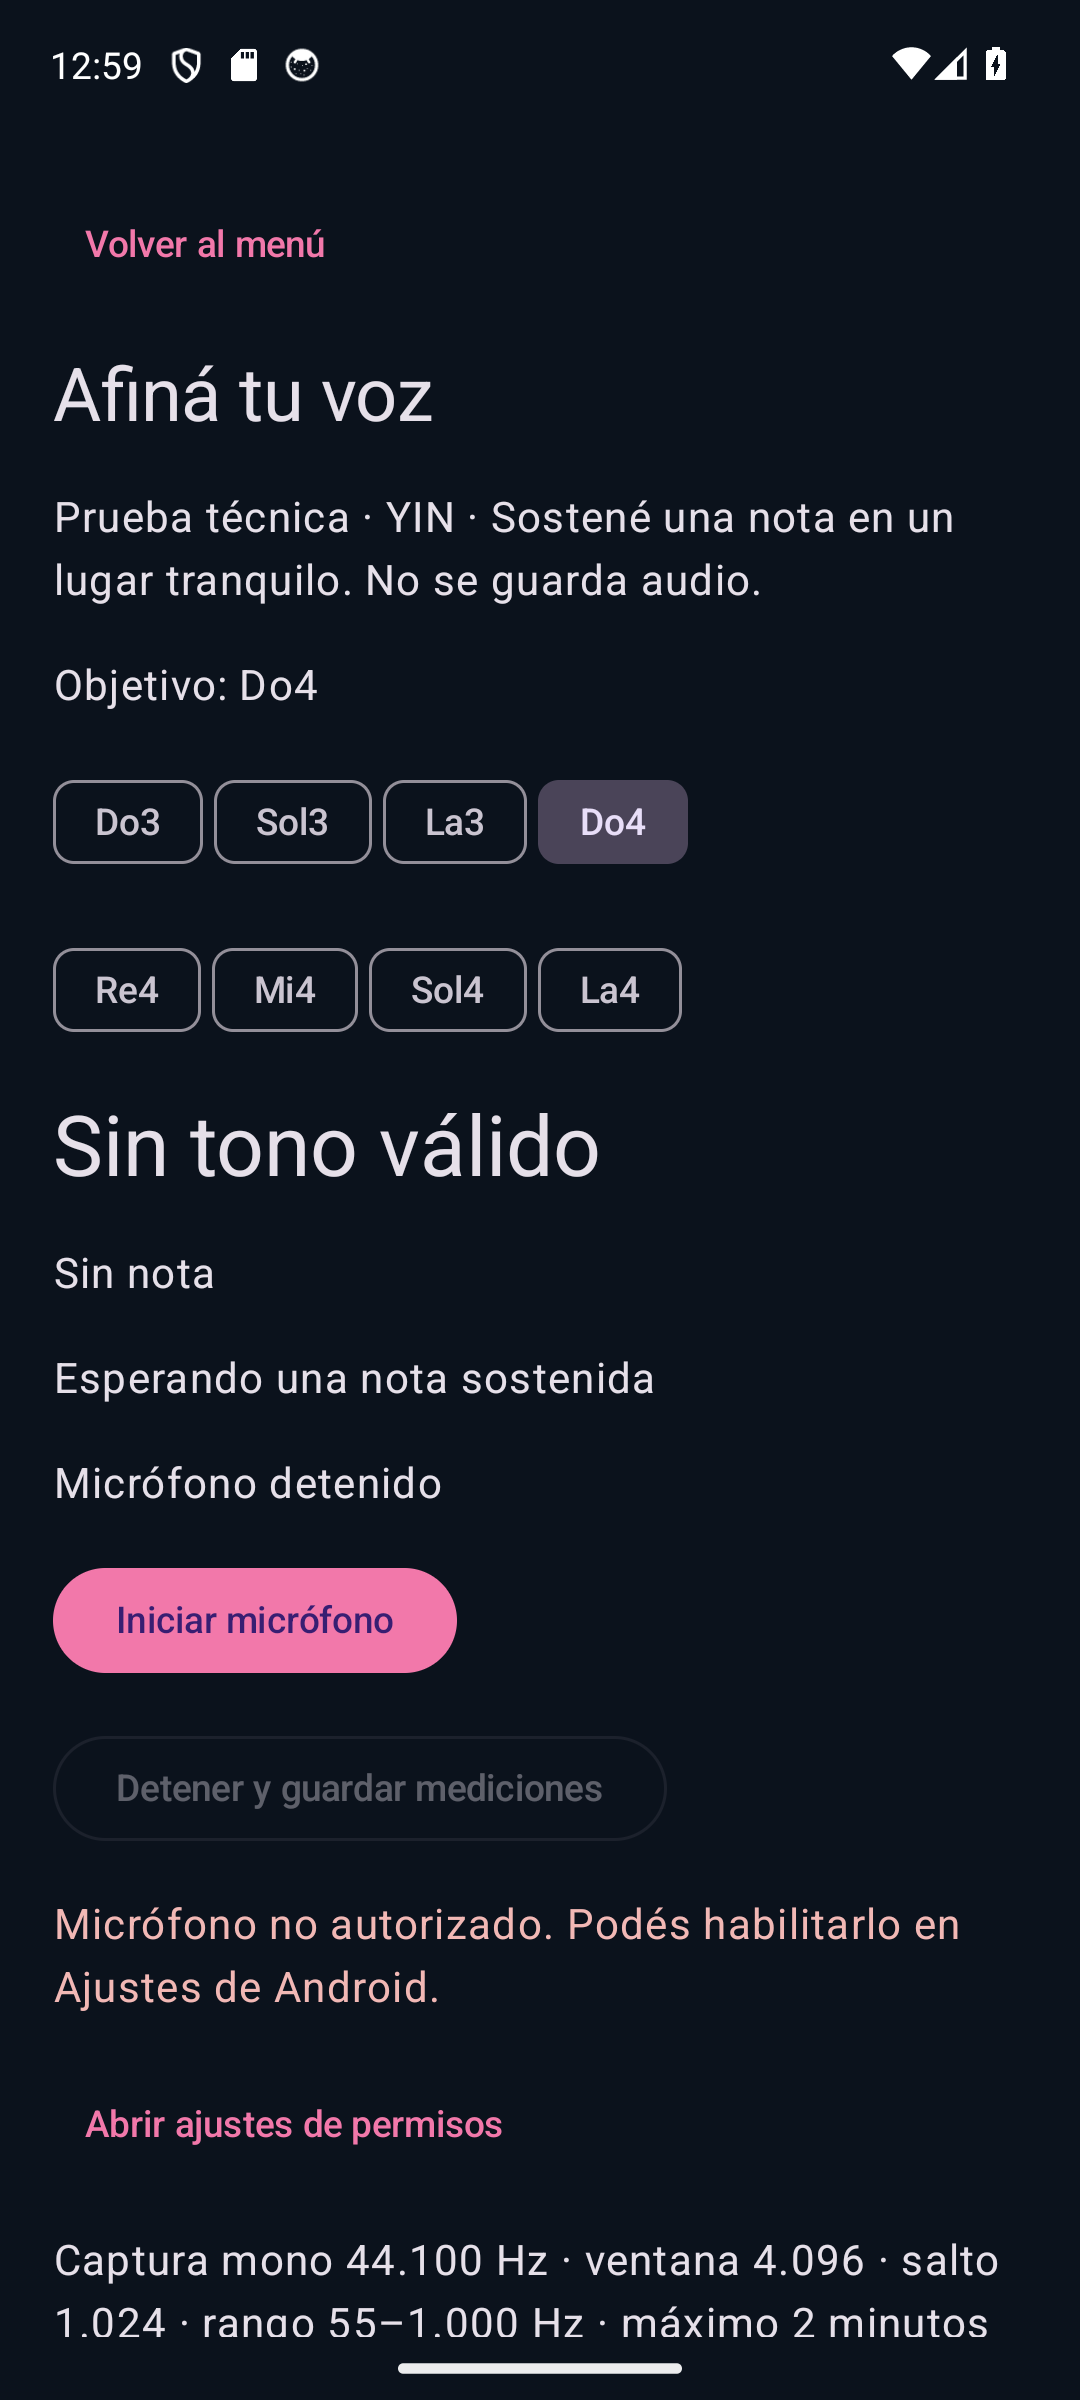 12:59
Volver al menú
Afiná tu voz
Prueba técnica · YIN · Sostené una nota en un
lugar tranquilo. No se guarda audio.
Objetivo: Do4
Do3 Sol3 La3 Do4
Re4 Mi4 Sol4 La4
Sin tono válido
Sin nota
Esperando una nota sostenida
Micrófono detenido
Iniciar micrófono
Detener y guardar mediciones
Micrófono no autorizado. Podés habilitarlo en
Ajustes de Android.
Abrir ajustes de permisos
Captura mono 44.100 Hz · ventana 4.096 · salto
1.024 · rango 55–1.000 Hz · máximo 2 minutos